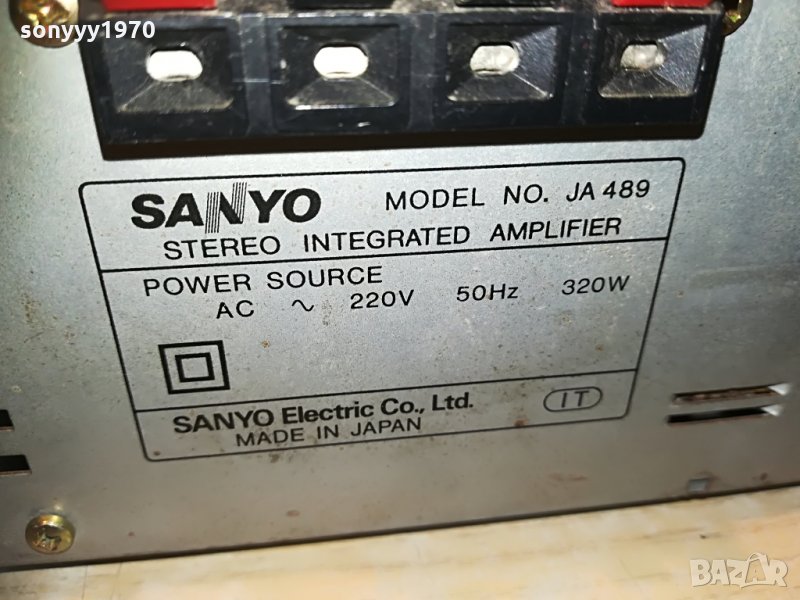 sonyyy1970
SANYO MODEL NO. JA 489
STEREO INTEGRATED AMPLIFIER
POWER SOURCE
AC ~ 220V 50Hz 320W
SANYO Electric Co., Ltd. IT
MADE IN JAPAN
BAZAR